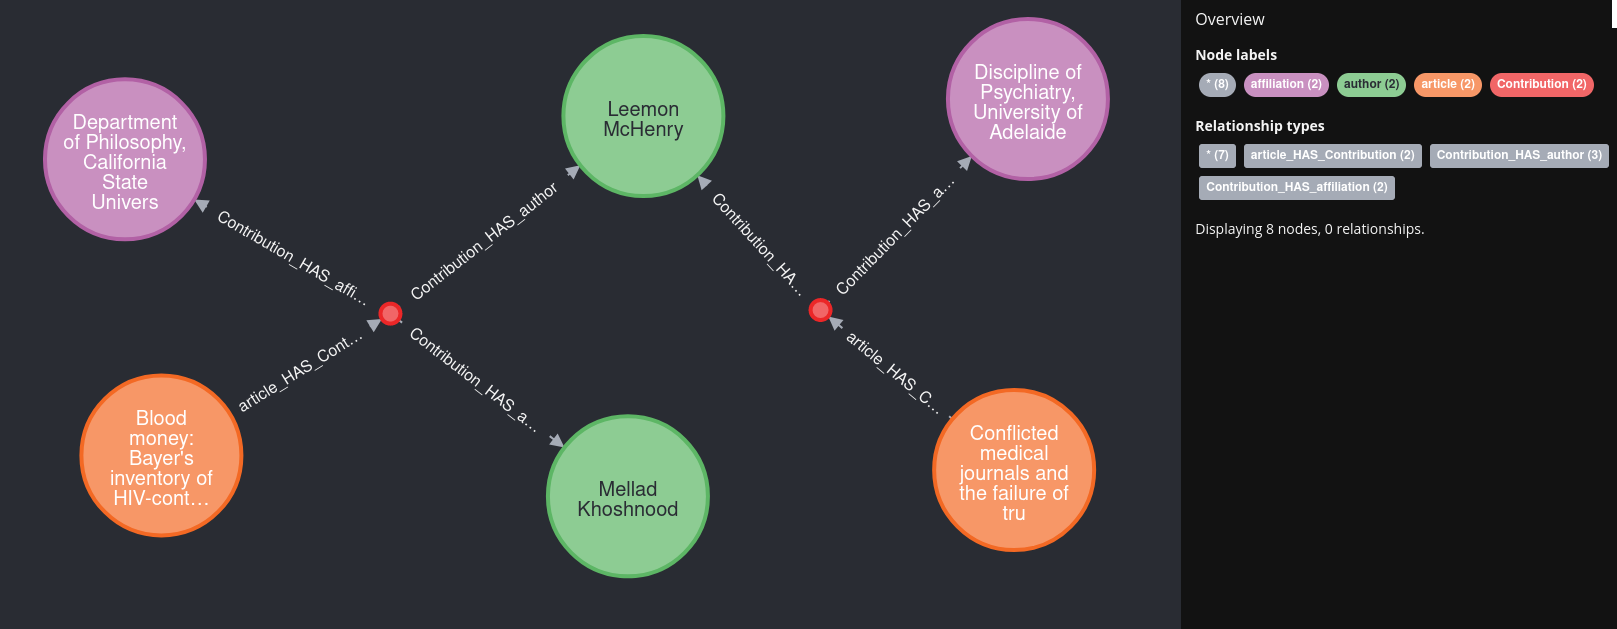 Department
of Philosophy,
California
State
Univers
Leemon
McHenry
Discipline of
Psychiatry,
University of
Adelaide
Contribution_HAS_affi...
Contribution_HAS_author
Contribution_HA...
Contribution_HAS_a...
article_HAS_Cont...
Contribution_HAS_a...
article_HAS_C...
Blood
money:
Bayer's
inventory of
HIV-cont...
Mellad
Khoshnood
Conflicted
medical
journals and
the failure of
tru
Overview
Node labels
* (8) affiliation (2) author (2) article (2) Contribution (2)
Relationship types
* (7) article_HAS_Contribution (2) Contribution_HAS_author (3)
Contribution_HAS_affiliation (2)
Displaying 8 nodes, 0 relationships.